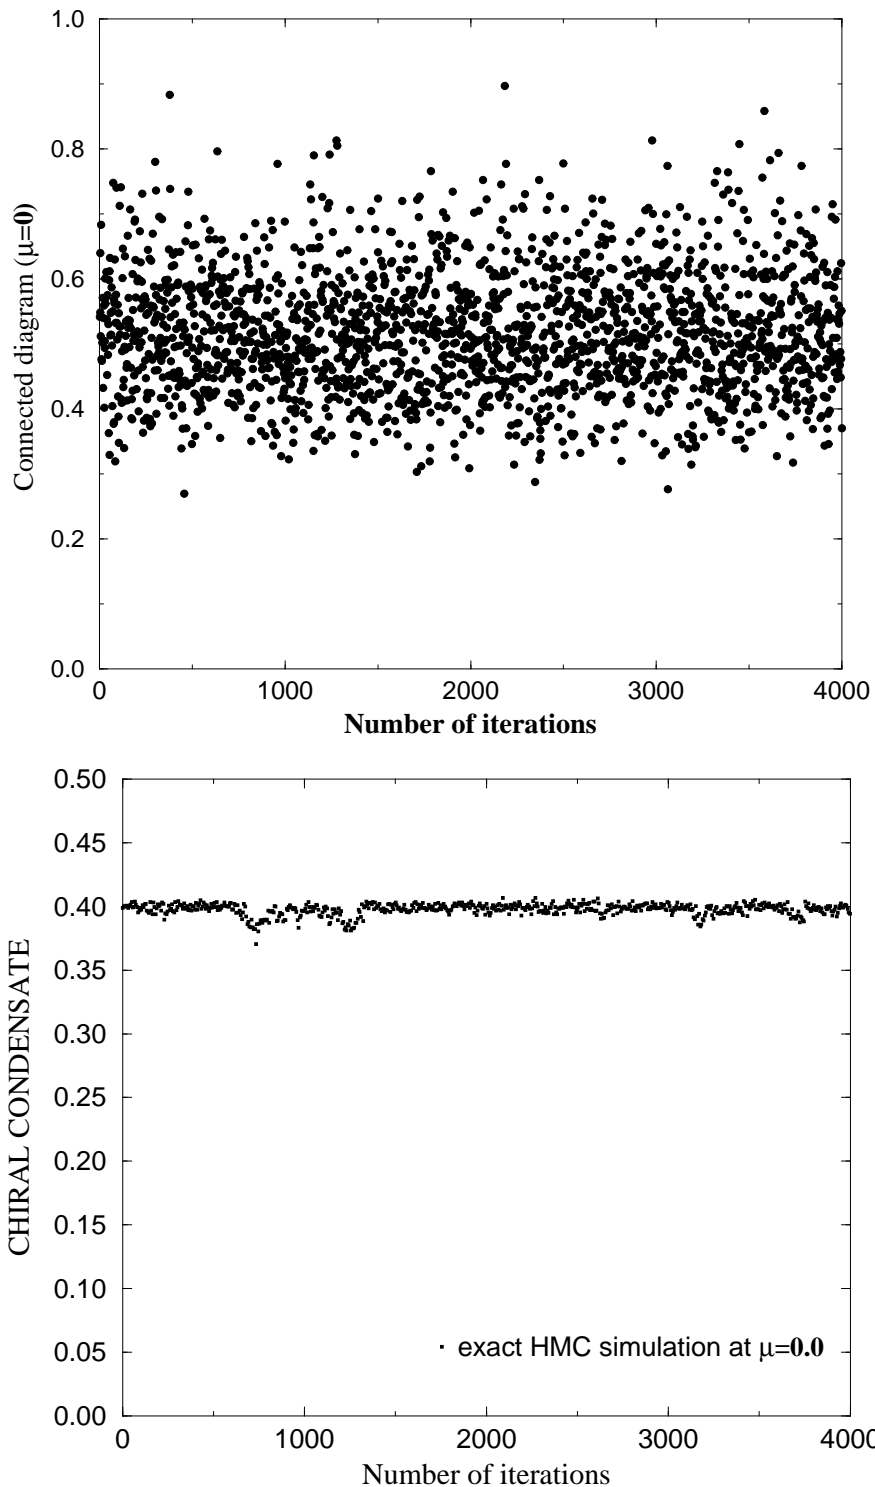 1.0
0.8
0.6
0.4
0.2
0.0
Connected diagram (μ=0)
0 1000 2000 3000 4000
Number of iterations
0.50
0.45
0.40
0.35
0.30
0.25
0.20
0.15
0.10
0.05
0.00
CHIRAL CONDENSATE
exact HMC simulation at μ=0.0
0 1000 2000 3000 4000
Number of iterations